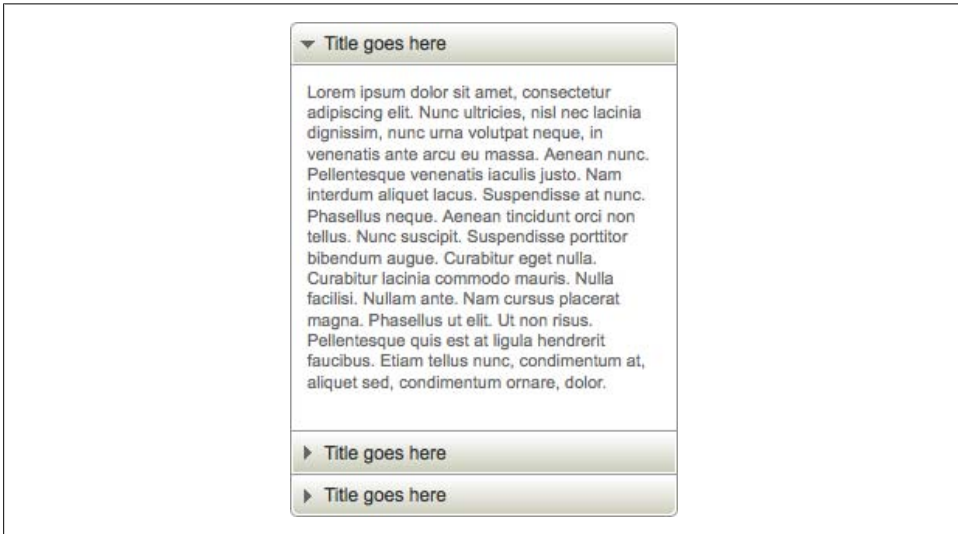 Title goes here
Lorem ipsum dolor sit amet, consectetur
adipiscing elit. Nunc ultricies, nisl nec lacinia
dignissim, nunc urna volutpat neque, in
venenatis ante arcu eu massa. Aenean nunc.
Pellentesque venenatis iaculis justo. Nam
interdum aliquet lacus. Suspendisse at nunc.
Phasellus neque. Aenean tincidunt orci non
tellus. Nunc suscipit. Suspendisse porttitor
bibendum augue. Curabitur eget nulla.
Curabitur lacinia commodo mauris. Nulla
facilisi. Nullam ante. Nam cursus placerat
magna. Phasellus ut elit. Ut non risus.
Pellentesque quis est at ligula hendrerit
faucibus. Etiam tellus nunc, condimentum at,
aliquet sed, condimentum ornare, dolor.
Title goes here
Title goes here